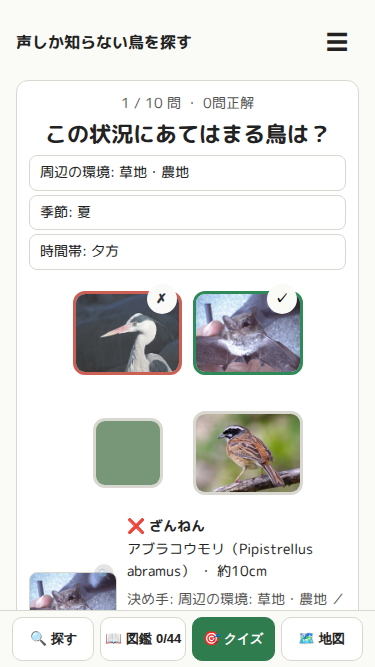 声しか知らない鳥を探す
☰
1 / 10 問 · 0問正解
この状況にあてはまる鳥は？
周辺の環境: 草地・農地
季節: 夏
時間帯: 夕方
✗ ✓
❌ ざんねん
アブラコウモリ（Pipistrellus
abramus） · 約10cm
決め手: 周辺の環境: 草地・農地 ／
🔍 探す
📖 図鑑 0/44
🎯 クイズ
🗺️ 地図